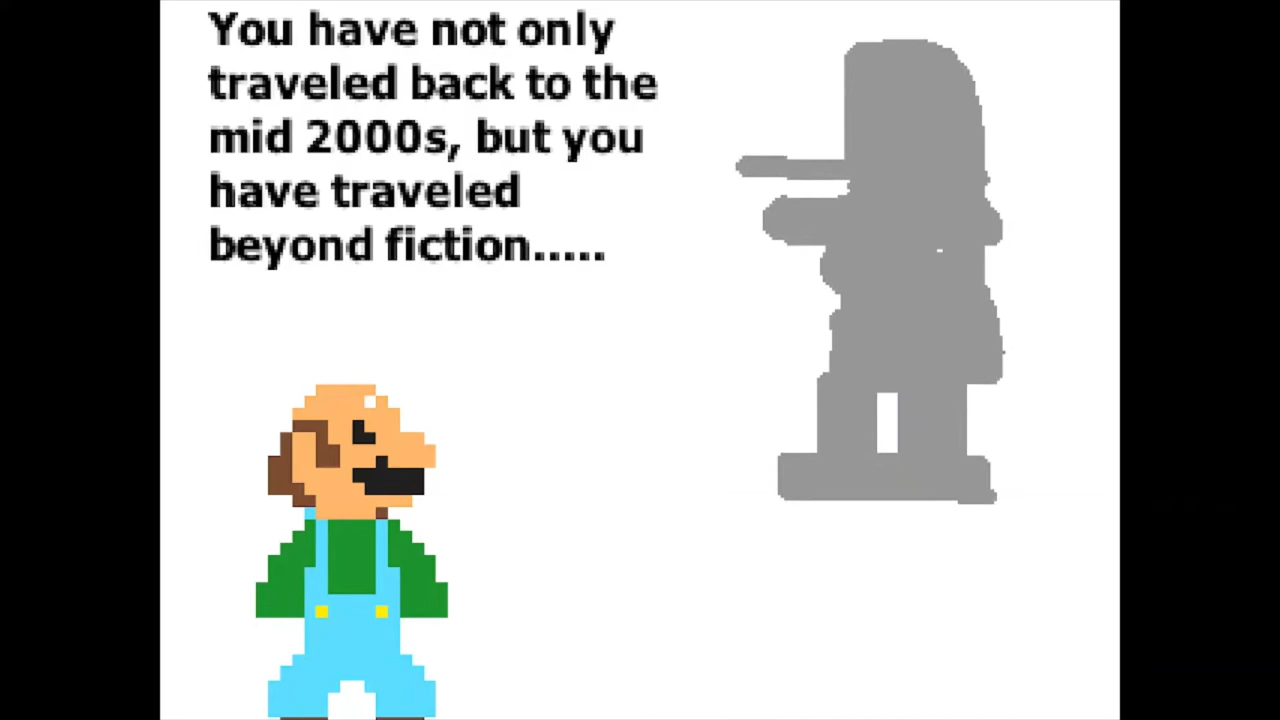 You have not only
traveled back to the
mid 2000s, but you
have traveled
beyond fiction.....